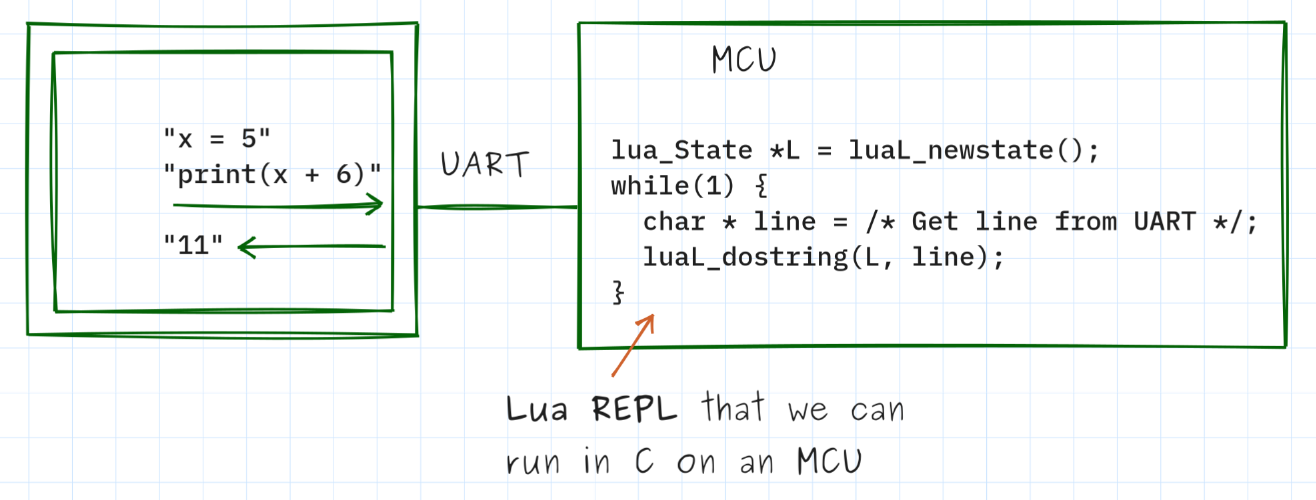 "x = 5"
"print(x + 6)"
"11"
UART
MCU
lua_State *L = luaL_newstate();
while(1) {
  char * line = /* Get line from UART */;
  luaL_dostring(L, line);
}
Lua REPL that we can
run in C on an MCU